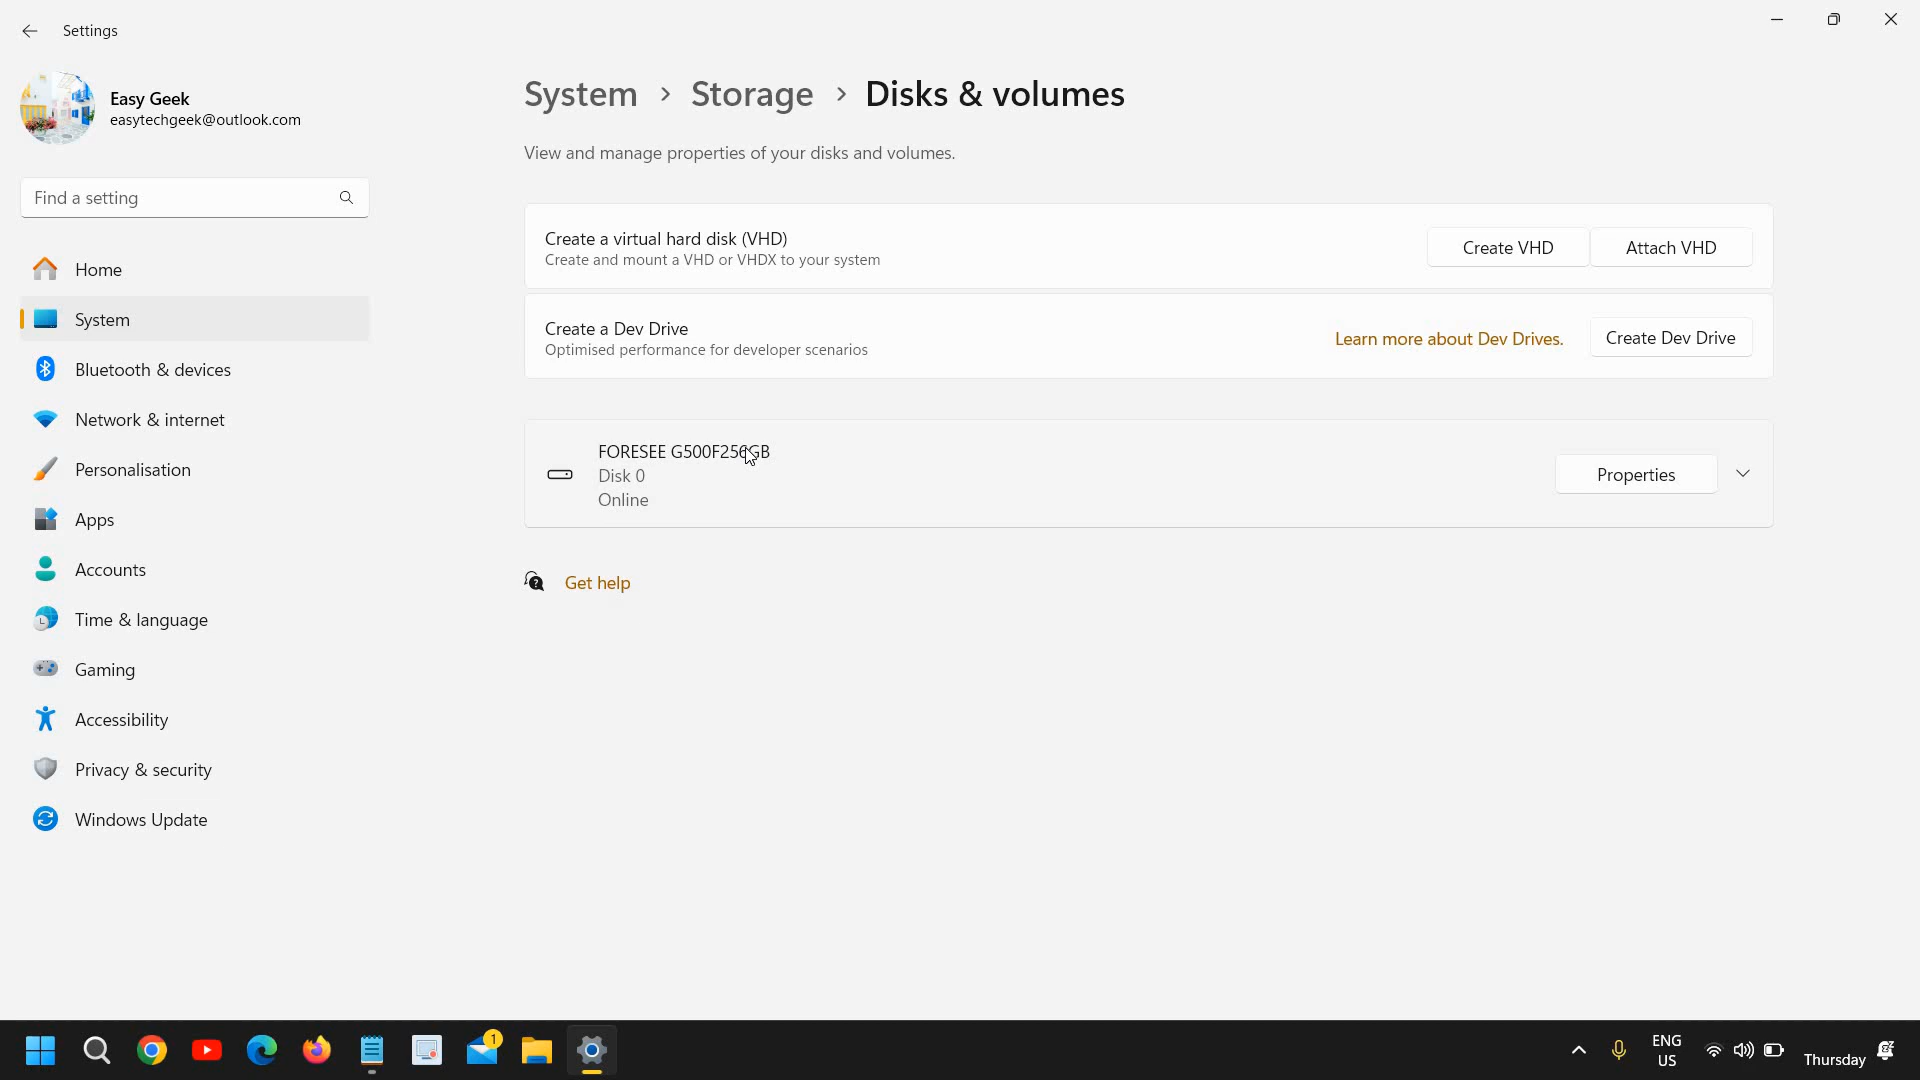 Settings
Easy Geek
easytechgeek@outlook.com
Find a setting
Home
System
Bluetooth & devices
Network & internet
Personalisation
Apps
Accounts
Time & language
Gaming
Accessibility
Privacy & security
Windows Update
System > Storage > Disks & volumes
View and manage properties of your disks and volumes.
Create a virtual hard disk (VHD)
Create and mount a VHD or VHDX to your system
Create VHD
Attach VHD
Create a Dev Drive
Optimised performance for developer scenarios
Learn more about Dev Drives.
Create Dev Drive
FORESEE G500F256GB
Disk 0
Online
Properties
Get help
1
ENG
US
Thursday